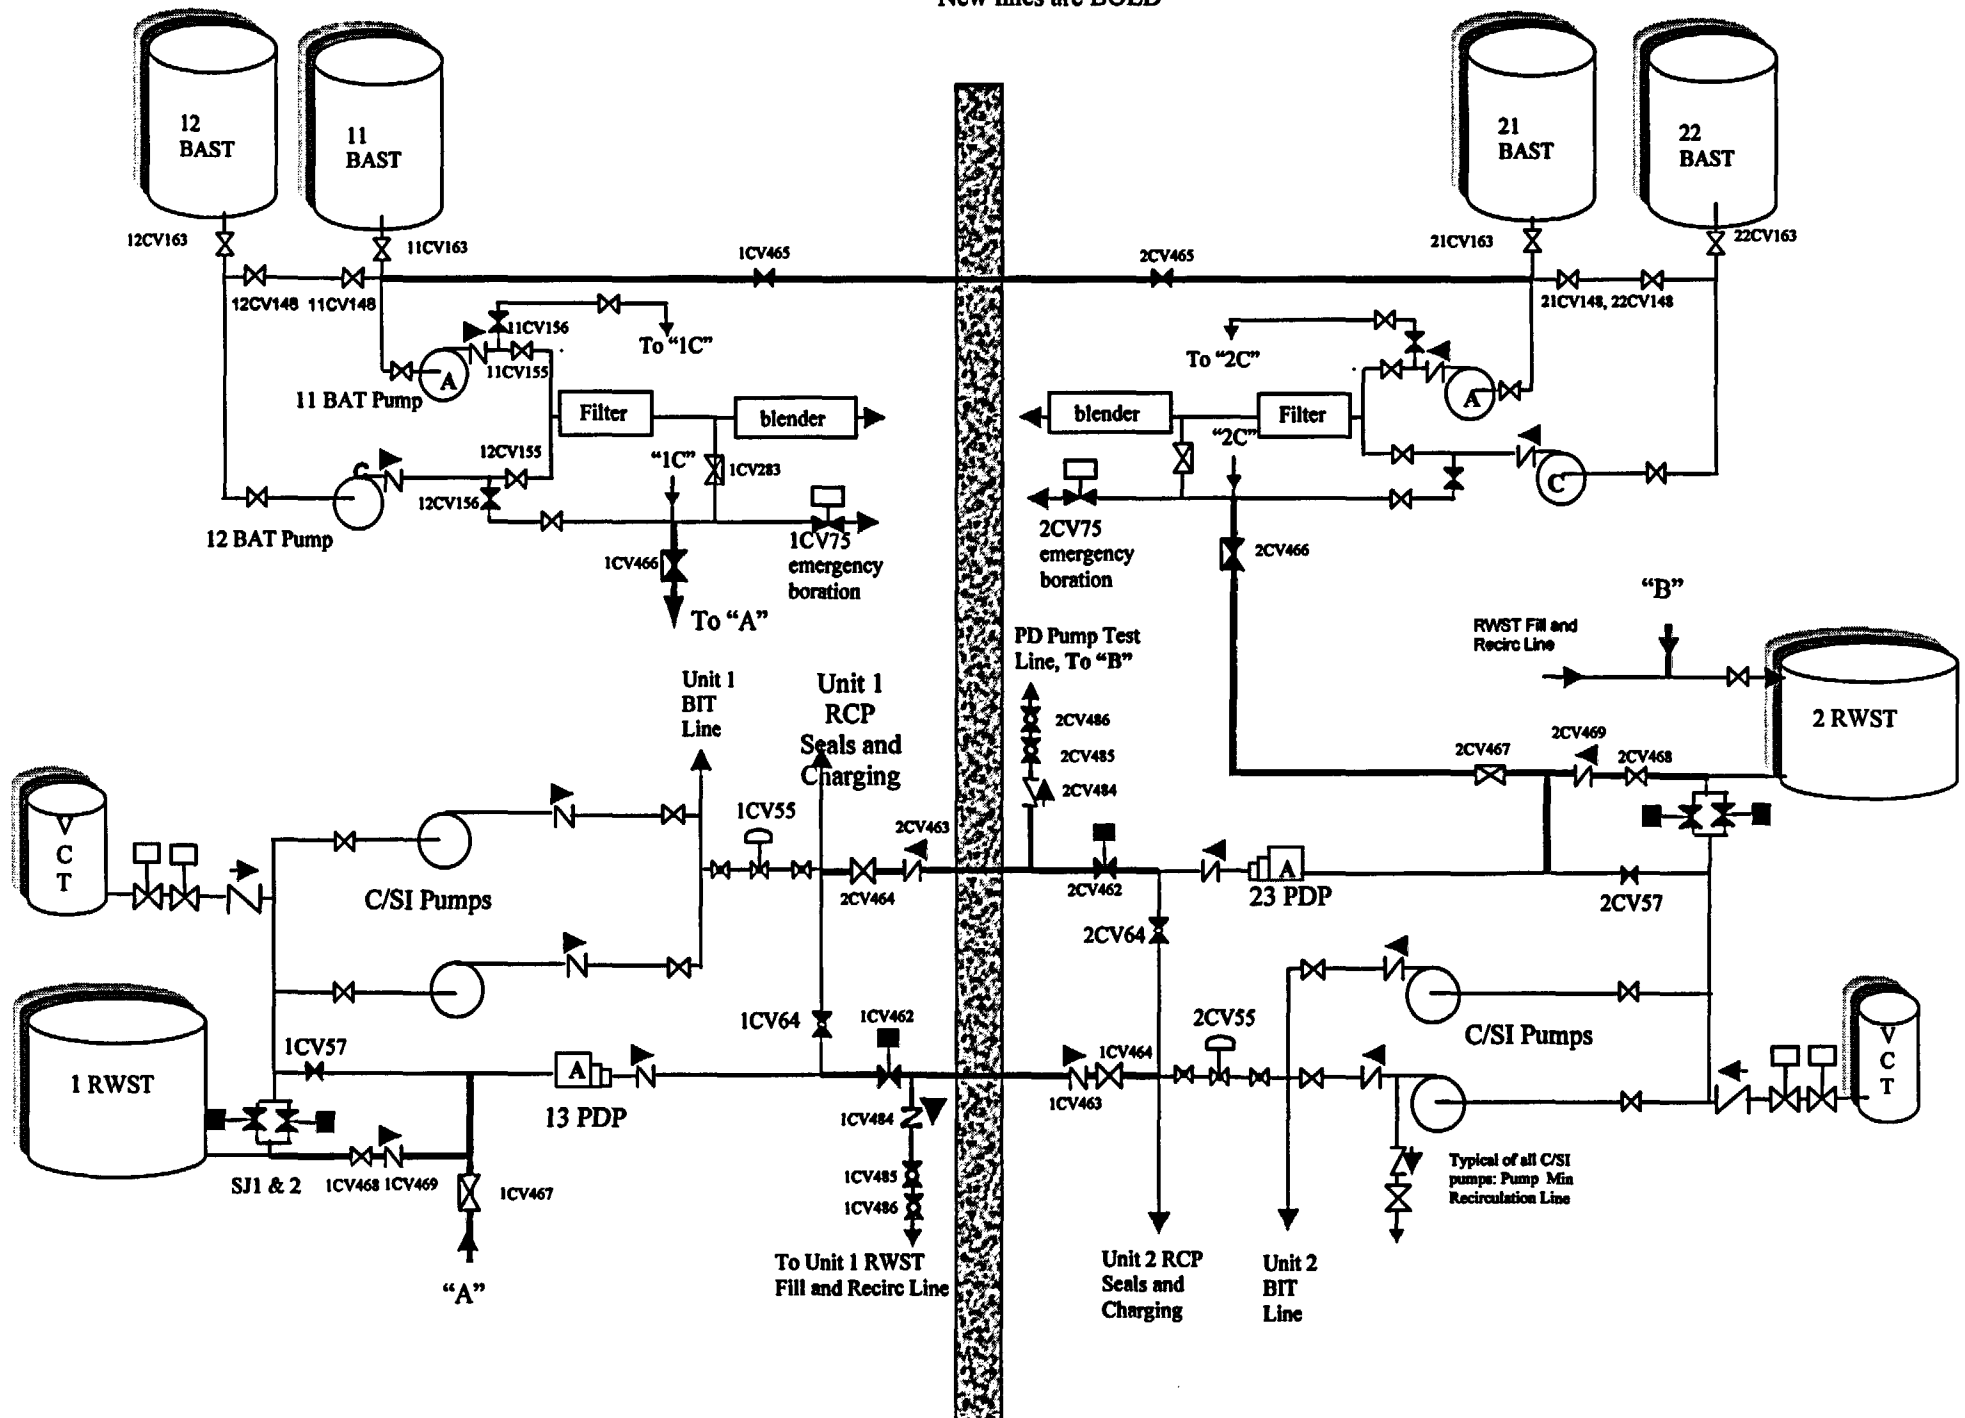 New lines are BOLD
12
BAST
11
BAST
21
BAST
22
BAST
12CV163
11CV163
21CV163
22CV163
1CV465
2CV465
12CV148
11CV148
21CV148, 22CV148
11CV156
To "1C"
To "2C"
11CV155
A
11 BAT Pump
Filter
blender
blender
Filter
A
12CV155
"1C"
1CV283
"2C"
C
12CV156
12 BAT Pump
C
1CV466
1CV75
emergency
boration
2CV75
emergency
boration
2CV466
To "A"
"B"
RWST Fill and
Recirc Line
PD Pump Test
Line, To "B"
Unit 1
BIT
Line
Unit 1
RCP
Seals and
Charging
2CV486
2CV485
2CV484
2 RWST
2CV467
2CV469
2CV468
V
C
T
1CV55
2CV463
2CV464
2CV462
A
23 PDP
2CV57
C/SI Pumps
2CV64
1 RWST
1CV57
1CV64
1CV462
2CV55
C/SI Pumps
V
C
T
A
13 PDP
1CV464
1CV463
1CV484
SJ1 & 2
1CV468
1CV469
1CV467
1CV485
1CV486
Typical of all C/SI
pumps: Pump Min
Recirculation Line
"A"
To Unit 1 RWST
Fill and Recirc Line
Unit 2 RCP
Seals and
Charging
Unit 2
BIT
Line